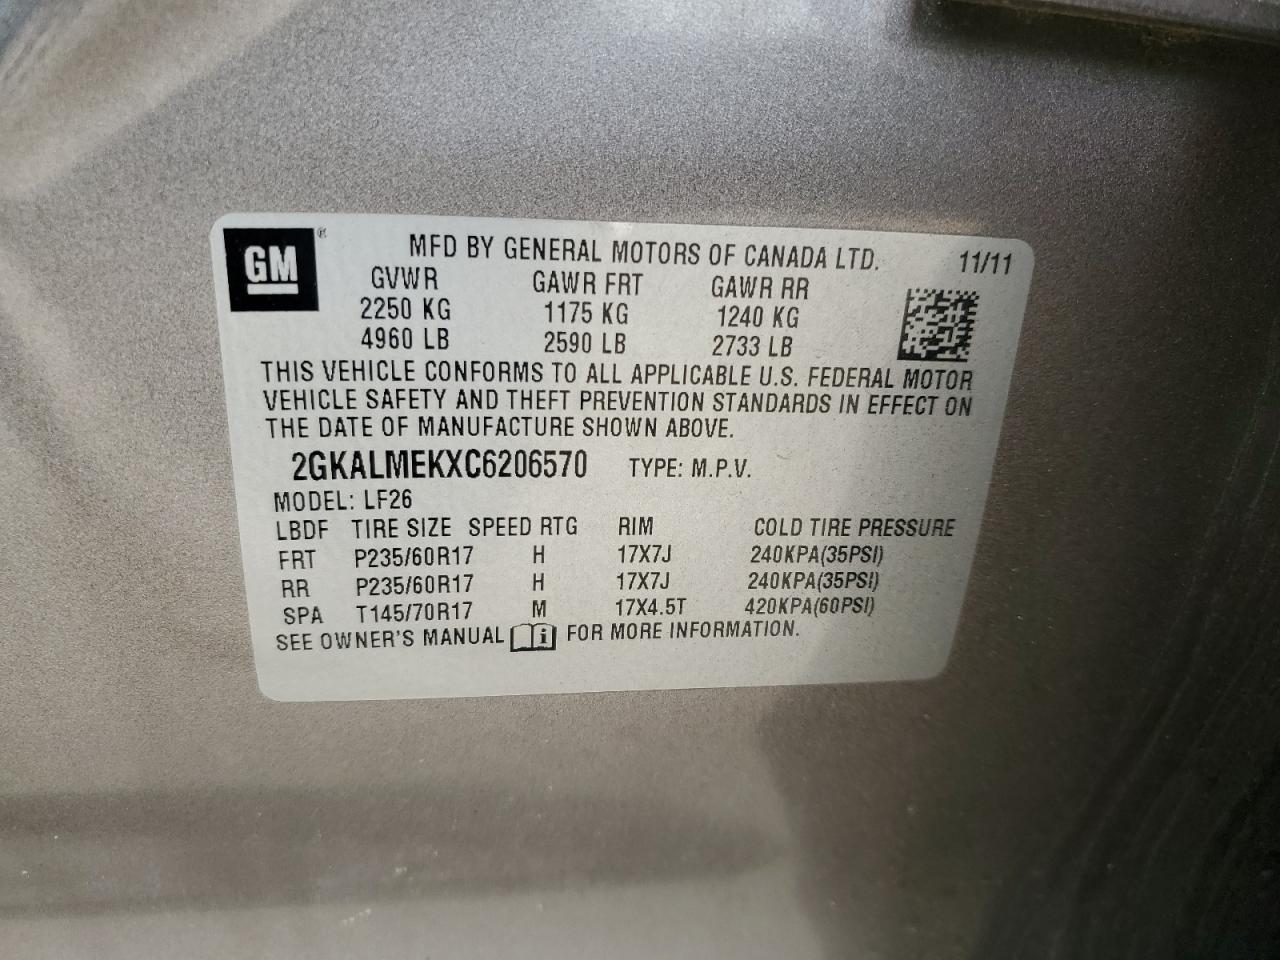 GM ® MFD BY GENERAL MOTORS OF CANADA LTD. 11/11
GVWR GAWR FRT GAWR RR
2250 KG 1175 KG 1240 KG
4960 LB 2590 LB 2733 LB
THIS VEHICLE CONFORMS TO ALL APPLICABLE U.S. FEDERAL MOTOR
VEHICLE SAFETY AND THEFT PREVENTION STANDARDS IN EFFECT ON
THE DATE OF MANUFACTURE SHOWN ABOVE.
2GKALMEKXC6206570 TYPE: M.P.V.
MODEL: LF26
LBDF TIRE SIZE SPEED RTG RIM COLD TIRE PRESSURE
FRT P235/60R17 H 17X7J 240KPA(35PSI)
RR P235/60R17 H 17X7J 240KPA(35PSI)
SPA T145/70R17 M 17X4.5T 420KPA(60PSI)
SEE OWNER'S MANUAL i FOR MORE INFORMATION.